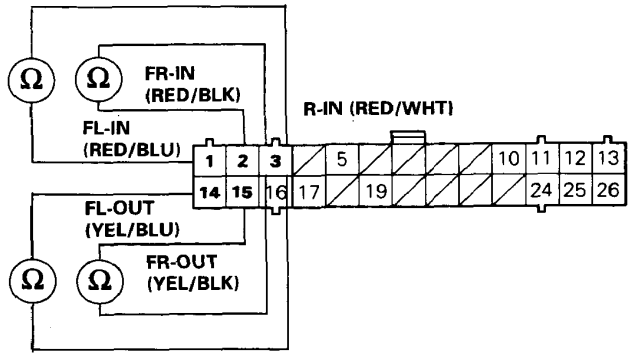 Ω Ω
FR-IN
(RED/BLK)
R-IN (RED/WHT)
FL-IN
(RED/BLU)
1 2 3 5 10 11 12 13
14 15 16 17 19 24 25 26
FL-OUT
(YEL/BLU)
Ω Ω
FR-OUT
(YEL/BLK)